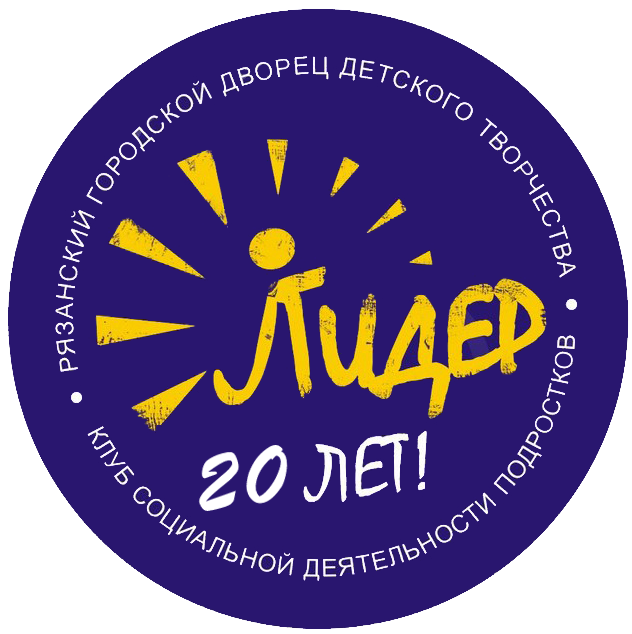 РЯЗАНСКИЙ ГОРОДСКОЙ ДВОРЕЦ ДЕТСКОГО ТВОРЧЕСТВА
ЛИДЕР
20 ЛЕТ!
КЛУБ СОЦИАЛЬНОЙ ДЕЯТЕЛЬНОСТИ ПОДРОСТКОВ